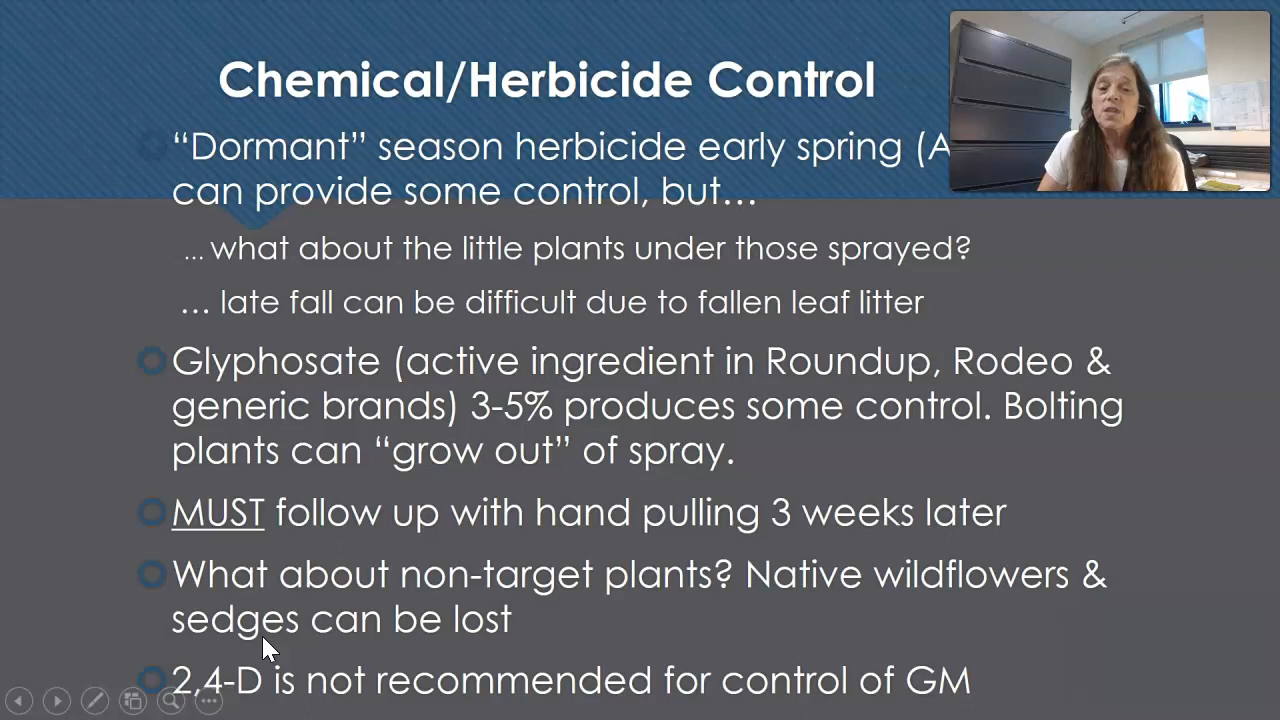 Chemical/Herbicide Control
“Dormant” season herbicide early spring (A
can provide some control, but…
... what about the little plants under those sprayed?
… late fall can be difficult due to fallen leaf litter
Glyphosate (active ingredient in Roundup, Rodeo &
generic brands) 3-5% produces some control. Bolting
plants can “grow out” of spray.
MUST follow up with hand pulling 3 weeks later
What about non-target plants? Native wildflowers &
sedges can be lost
2,4-D is not recommended for control of GM